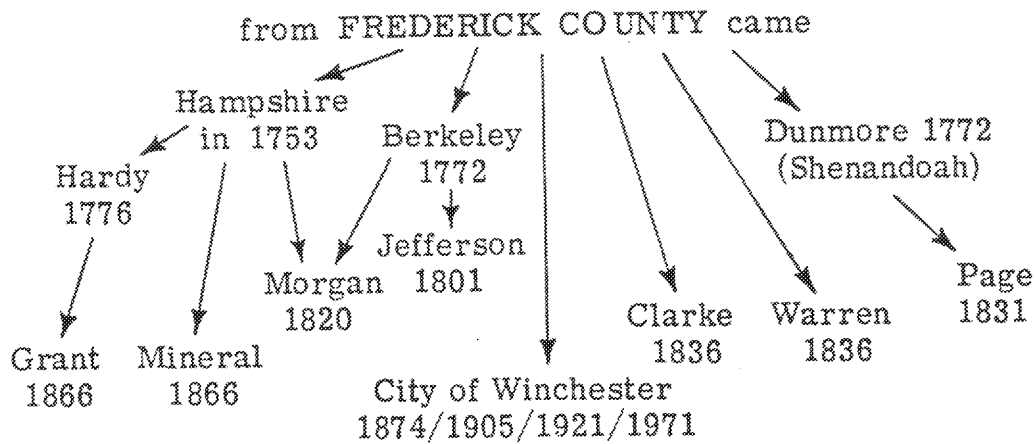 from FREDERICK COUNTY came
Hampshire
in 1753
Berkeley
1772
Dunmore 1772
(Shenandoah)
Hardy
1776
Jefferson
1801
Morgan
1820
Page
1831
Clarke
1836
Warren
1836
Grant
1866
Mineral
1866
City of Winchester
1874/1905/1921/1971